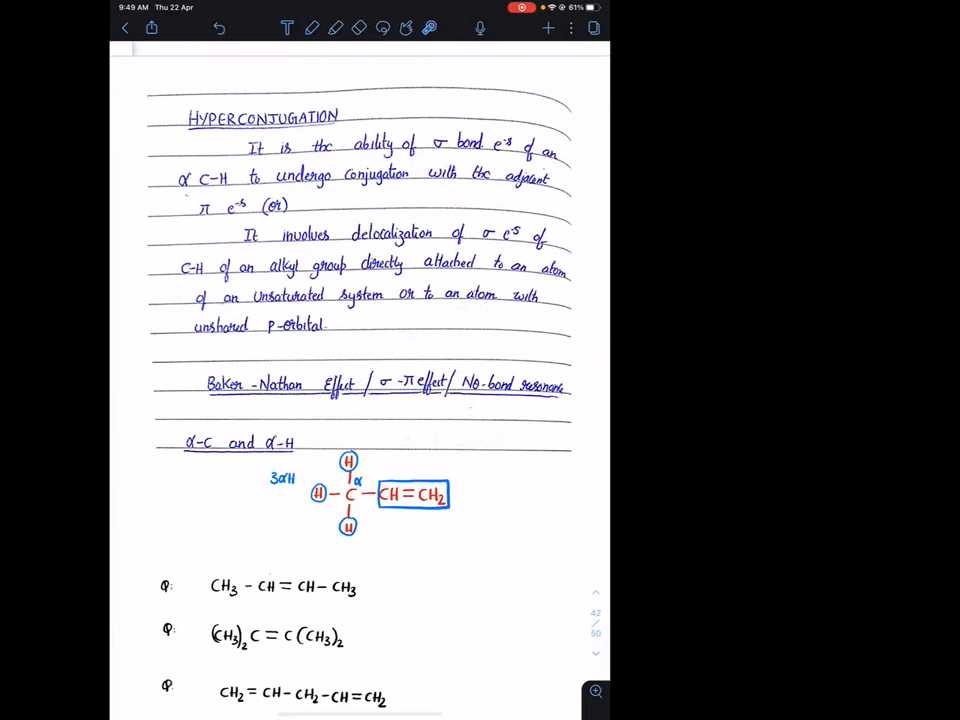 9:49 AM Thu 22 Apr
61%
HYPERCONJUGATION
It is the ability of σ bond e⁻s of an
α C-H to undergo conjugation with the adjacent
π e⁻s (or)
It involves delocalization of σ e⁻s of
C-H of an alkyl group directly attached to an atom
of an unsaturated system or to an atom with
unshared p-orbital.
Baker-Nathan Effect / σ-π effect / No-bond resonance
α-C and α-H
H
3αH
α
H - C - CH = CH₂
H
Q: CH₃ - CH = CH - CH₃
Q: (CH₃)₂ C = C (CH₃)₂
Q: CH₂ = CH - CH₂ - CH = CH₂
42
/
50